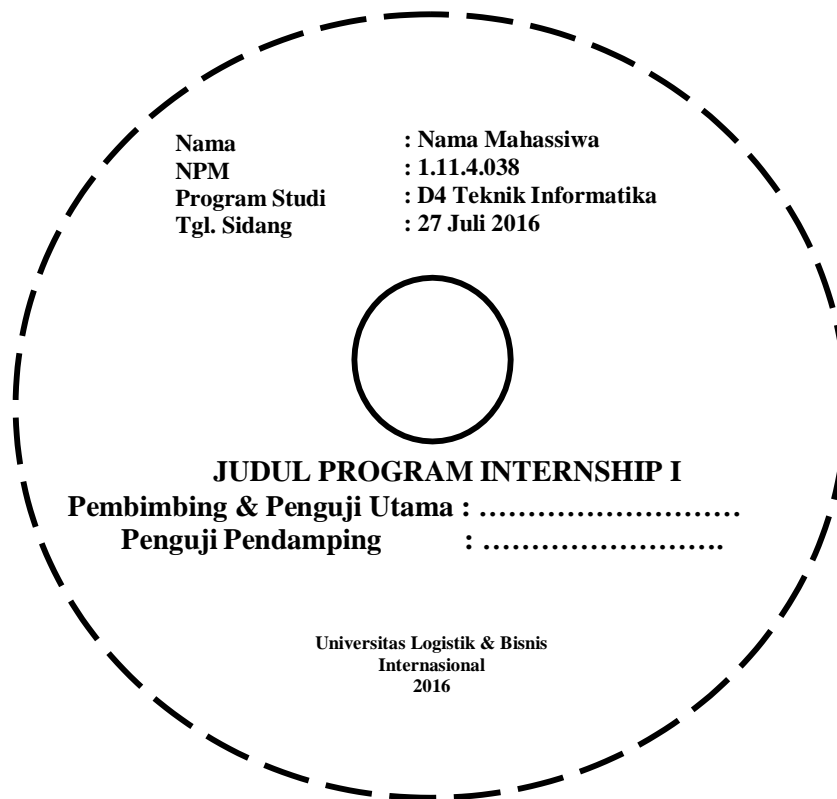 Nama : Nama Mahassiwa
NPM : 1.11.4.038
Program Studi : D4 Teknik Informatika
Tgl. Sidang : 27 Juli 2016
JUDUL PROGRAM INTERNSHIP I
Pembimbing & Penguji Utama : ………………………
Penguji Pendamping : …………………….
Universitas Logistik & Bisnis
Internasional
2016